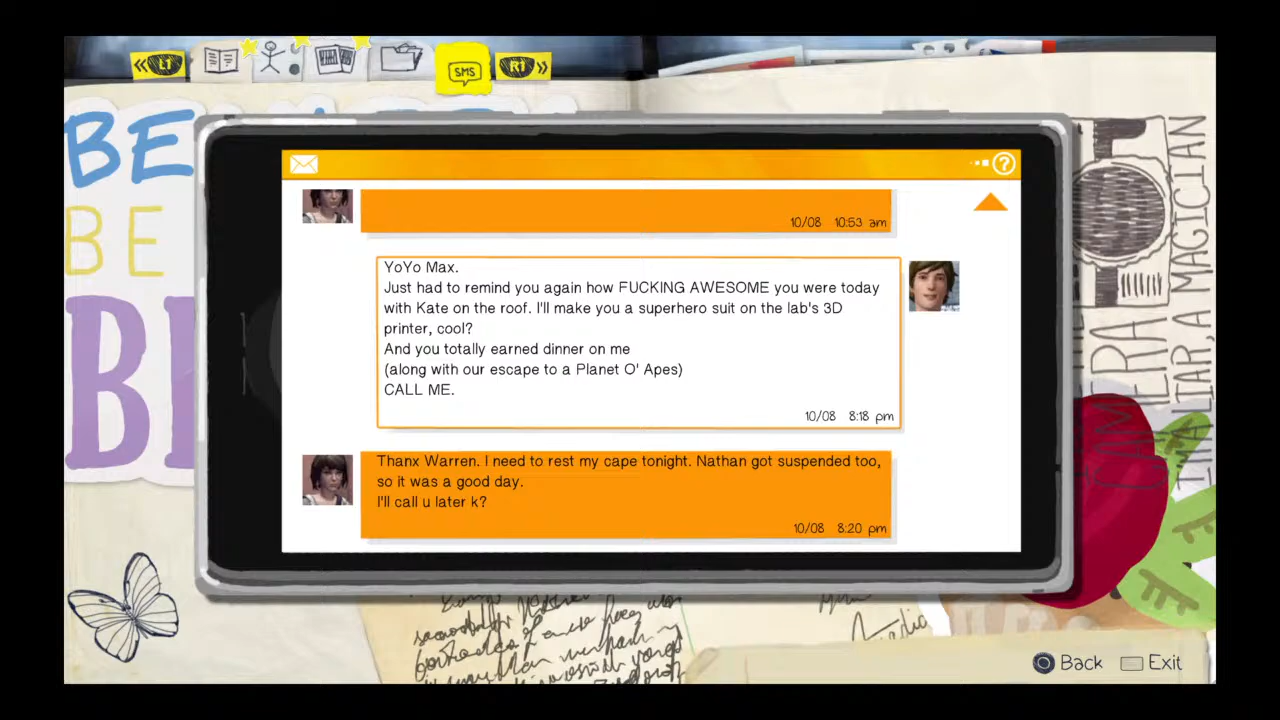 L1
SMS
R1
BE
10/08 10:53 am
YoYo Max.
Just had to remind you again how FUCKING AWESOME you were today
with Kate on the roof. I'll make you a superhero suit on the lab's 3D
printer, cool?
And you totally earned dinner on me
(along with our escape to a Planet O' Apes)
CALL ME.
10/08 8:18 pm
Thanx Warren. I need to rest my cape tonight. Nathan got suspended too,
so it was a good day.
I'll call u later k?
10/08 8:20 pm
BE
A LIAR, A MAGICIAN
Back
Exit